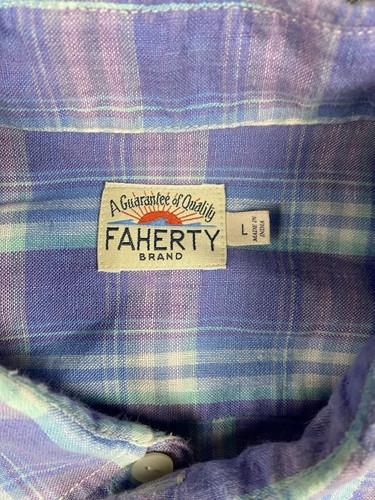 A Guarantee of Quality
FAHERTY
BRAND
L
MADE IN
INDIA